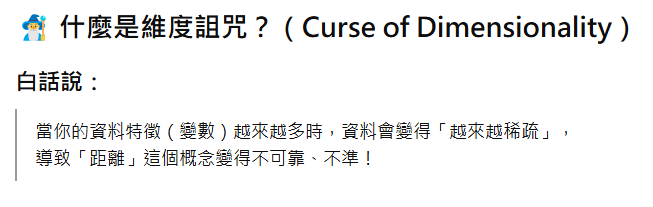 🧙‍♂️ 什麼是維度詛咒？（Curse of Dimensionality）
白話說：
當你的資料特徵（變數）越來越多時，資料會變得「越來越稀疏」，
導致「距離」這個概念變得不可靠、不準！